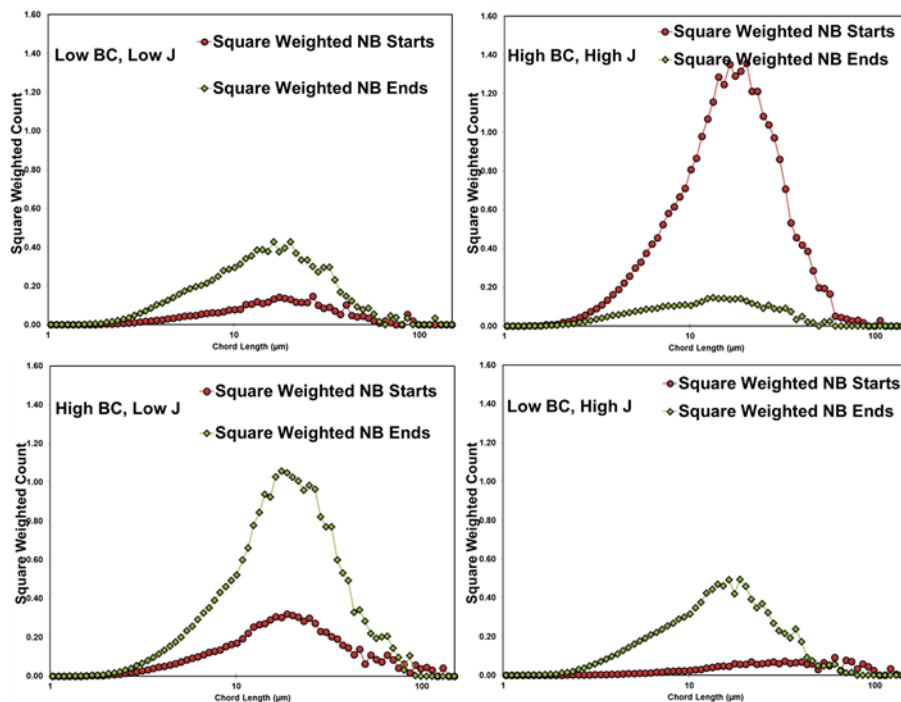 1.60
1.40
1.20
1.00
0.80
0.60
0.40
0.20
0.00
Square Weighted Count
Low BC, Low J
Square Weighted NB Starts
Square Weighted NB Ends
1
10
100
Chord Length (µm)
1.60
1.40
1.20
1.00
0.80
0.60
0.40
0.20
0.00
Square Weighted Count
High BC, High J
Square Weighted NB Starts
Square Weighted NB Ends
1
10
100
Chord Length (µm)
1.60
1.40
1.20
1.00
0.80
0.60
0.40
0.20
0.00
Square Weighted Count
High BC, Low J
Square Weighted NB Starts
Square Weighted NB Ends
1
10
100
Chord Length (µm)
1.60
1.40
1.20
1.00
0.80
0.60
0.40
0.20
0.00
Square Weighted Count
Low BC, High J
Square Weighted NB Starts
Square Weighted NB Ends
1
10
100
Chord Length (µm)